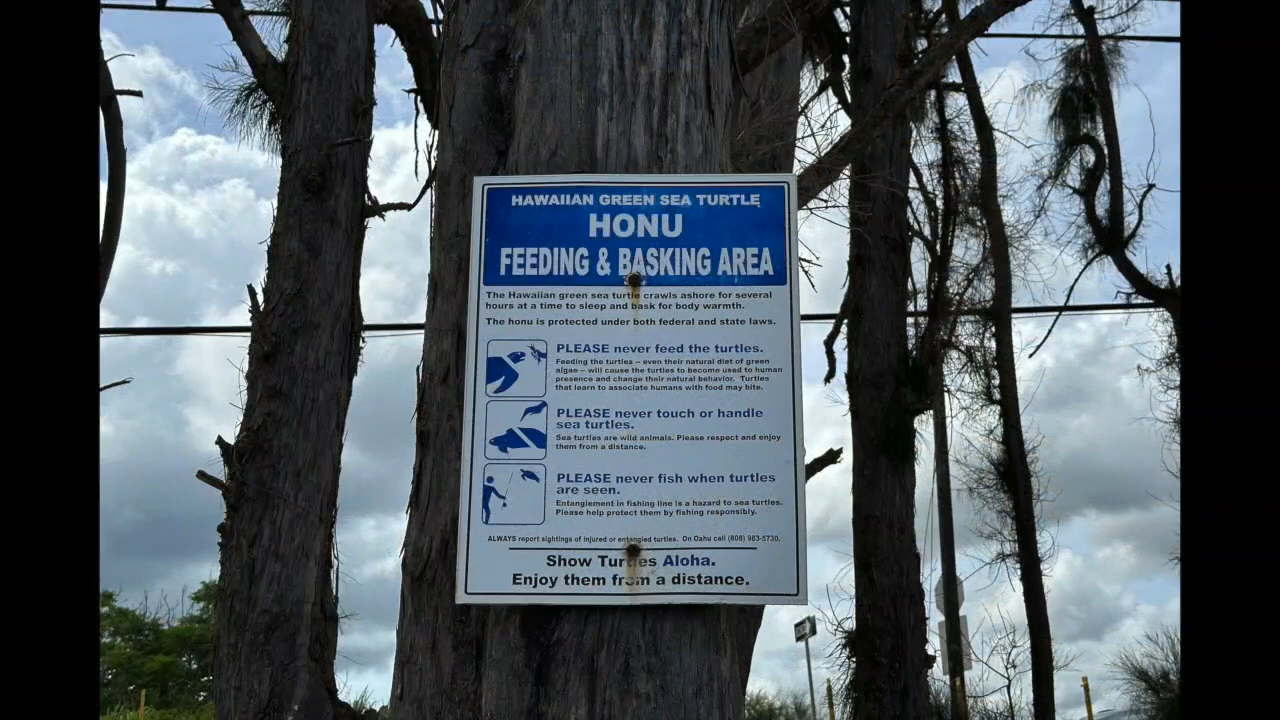 HAWAIIAN GREEN SEA TURTLE
HONU
FEEDING & BASKING AREA
The Hawaiian green sea turtle crawls ashore for several
hours at a time to sleep and bask for body warmth.
The honu is protected under both federal and state laws.
PLEASE never feed the turtles.
Feeding the turtles – even their natural diet of green
algae – will cause the turtles to become used to human
presence and change their natural behavior. Turtles
that learn to associate humans with food may bite.
PLEASE never touch or handle
sea turtles.
Sea turtles are wild animals. Please respect and enjoy
them from a distance.
PLEASE never fish when turtles
are seen.
Entanglement in fishing line is a hazard to sea turtles.
Please help protect them by fishing responsibly.
ALWAYS report sightings of injured or entangled turtles. On Oahu call (808) 983-5730.
Show Turtles Aloha.
Enjoy them from a distance.